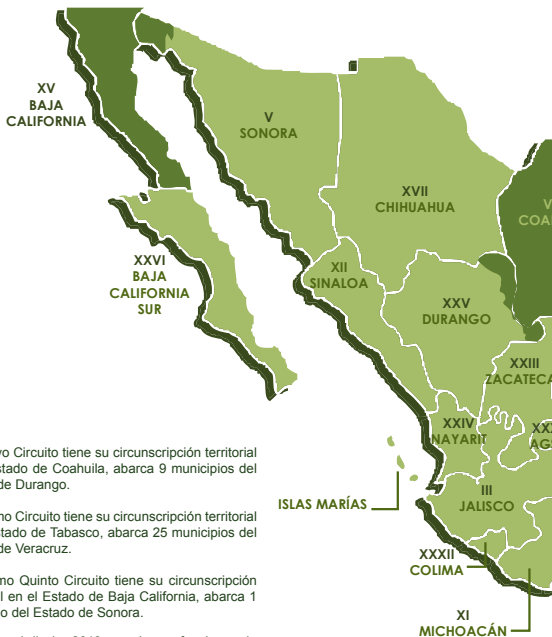 XV
BAJA
CALIFORNIA
V
SONORA
XVII
CHIHUAHUA
V
COA
XXVI
BAJA
CALIFORNIA
SUR
XII
SINALOA
XXV
DURANGO
XXIII
ZACATECA
XXIV
NAYARIT
XXX
AGS
ISLAS MARÍAS
III
JALISCO
XXXII
COLIMA
XI
MICHOACÁN
o Circuito tiene su circunscripción territorial
stado de Coahuila, abarca 9 municipios del
de Durango.
mo Circuito tiene su circunscripción territorial
stado de Tabasco, abarca 25 municipios del
de Veracruz.
mo Quinto Circuito tiene su circunscripción
l en el Estado de Baja California, abarca 1
o del Estado de Sonora.